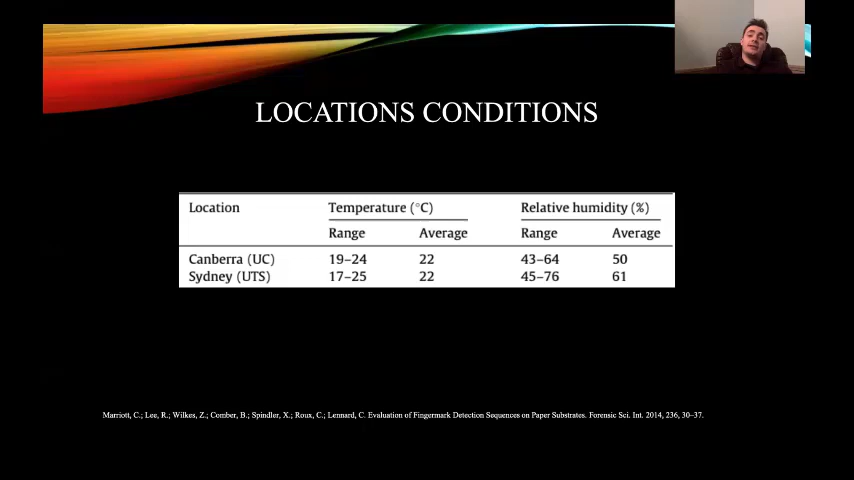 LOCATIONS CONDITIONS
Location Temperature (°C) Relative humidity (%)
Range Average Range Average
Canberra (UC) 19–24 22 43–64 50
Sydney (UTS) 17–25 22 45–76 61
Marriott, C.; Lee, R.; Wilkes, Z.; Comber, B.; Spindler, X.; Roux, C.; Lennard, C. Evaluation of Fingermark Detection Sequences on Paper Substrates. Forensic Sci. Int. 2014, 236, 30–37.